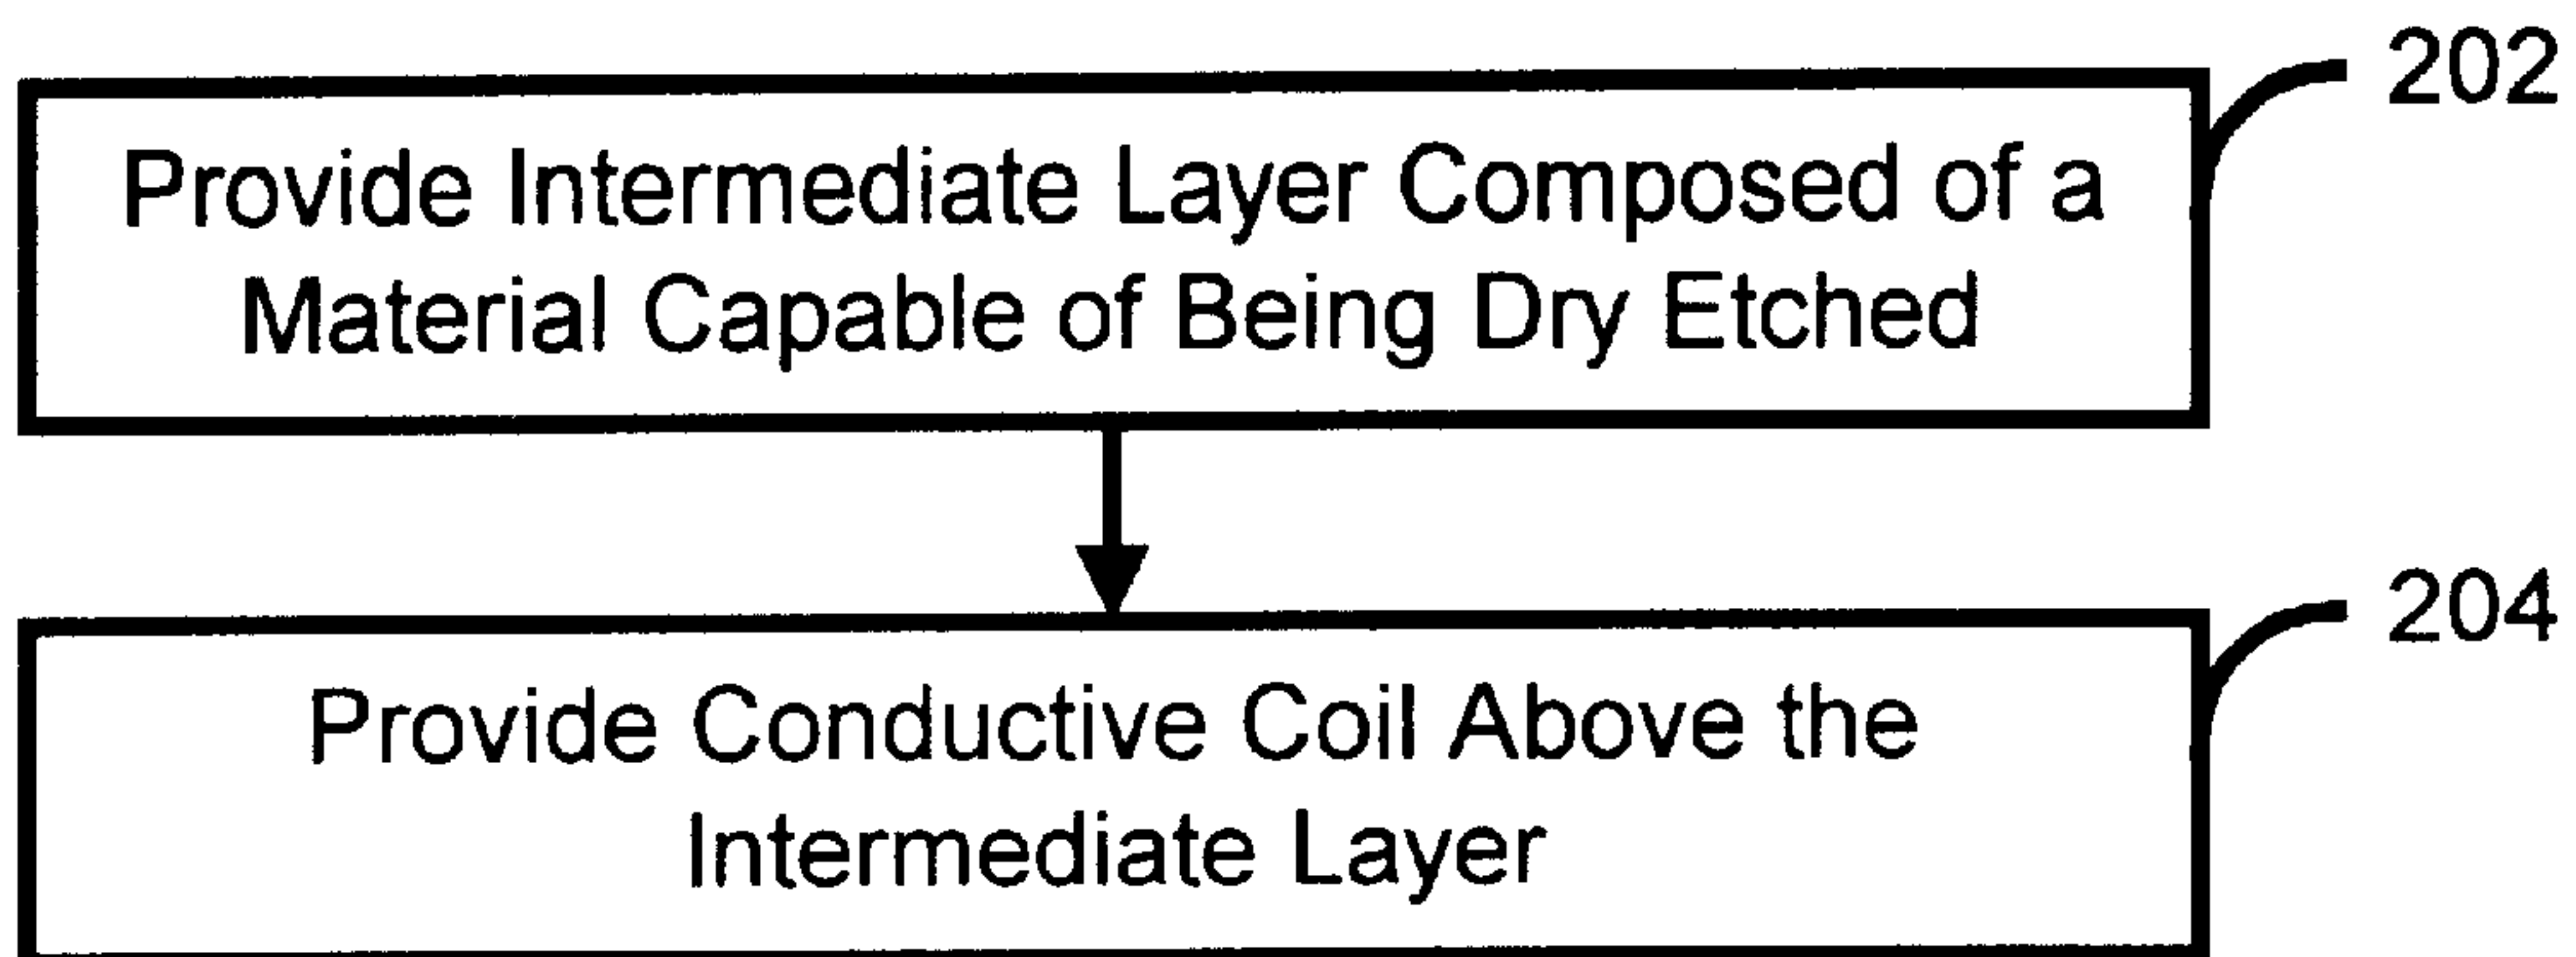 202
Provide Intermediate Layer Composed of a
Material Capable of Being Dry Etched
204
Provide Conductive Coil Above the
Intermediate Layer